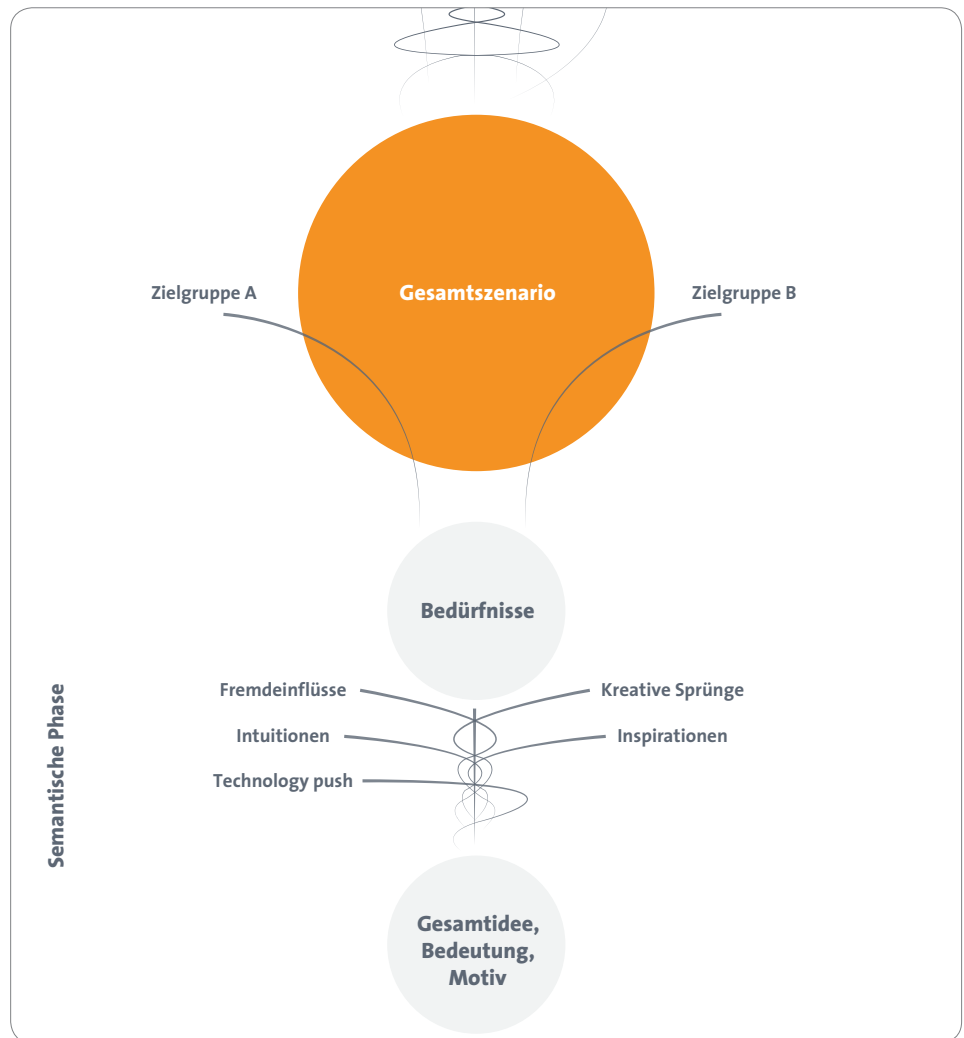 Zielgruppe A
Gesamtszenario
Zielgruppe B
Bedürfnisse
Fremdeinflüsse
Kreative Sprünge
Intuitionen
Inspirationen
Technology push
Semantische Phase
Gesamtidee,
Bedeutung,
Motiv